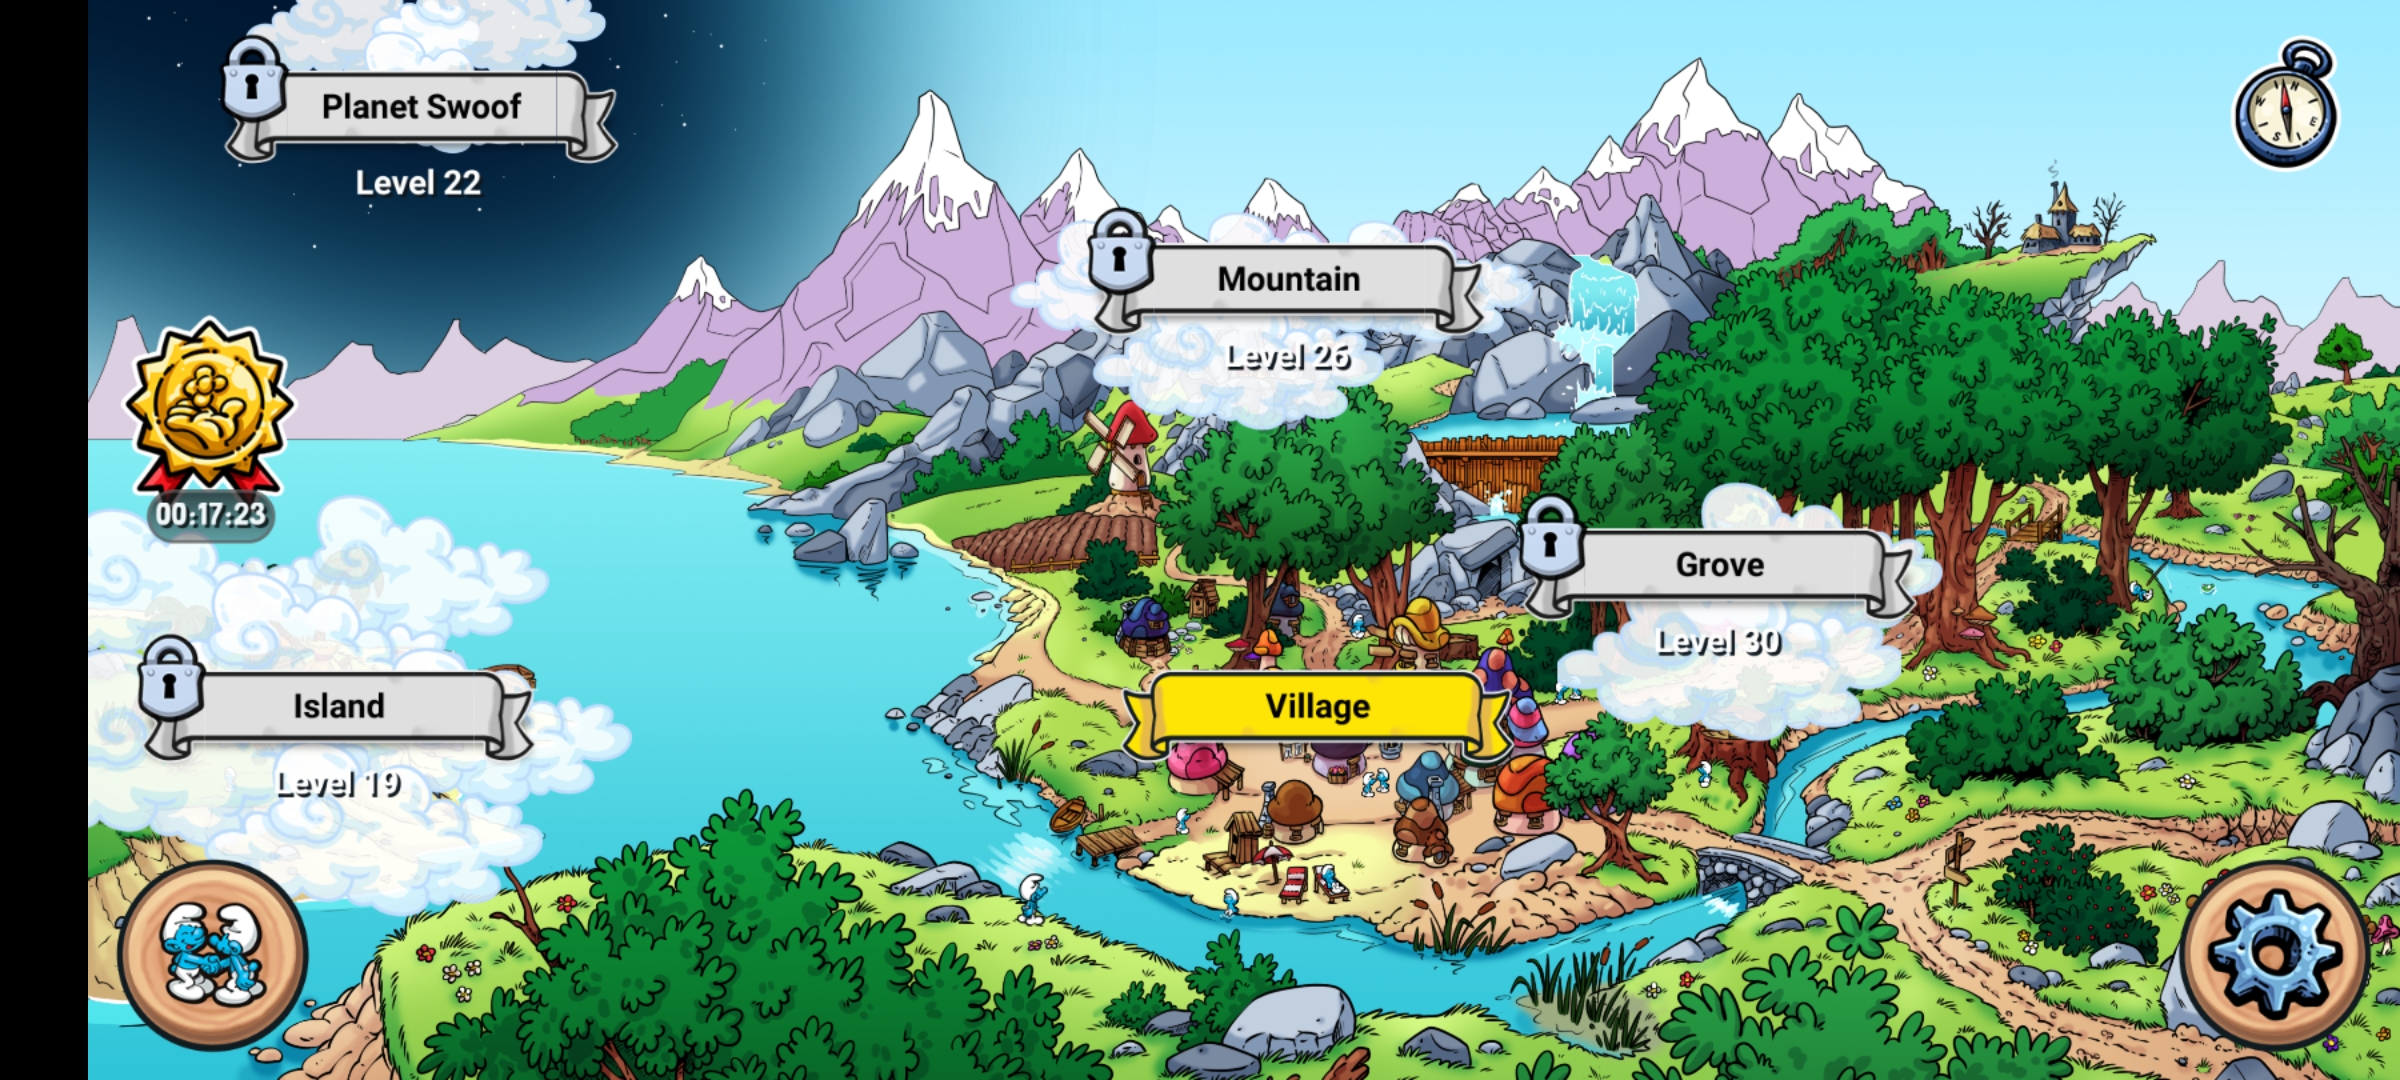 Planet Swoof
Level 22
Mountain
Level 26
00:17:23
Grove
Level 30
Island
Level 19
Village
N
E
S
W